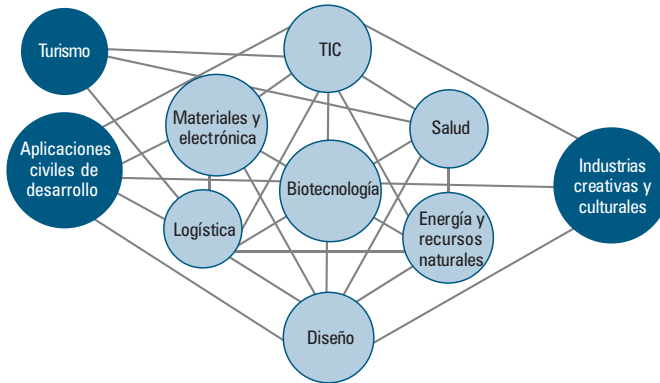 Turismo
TIC
Materiales y
electrónica
Salud
Aplicaciones
civiles de
desarrollo
Biotecnología
Industrias
creativas y
culturales
Logística
Energía y
recursos
naturales
Diseño